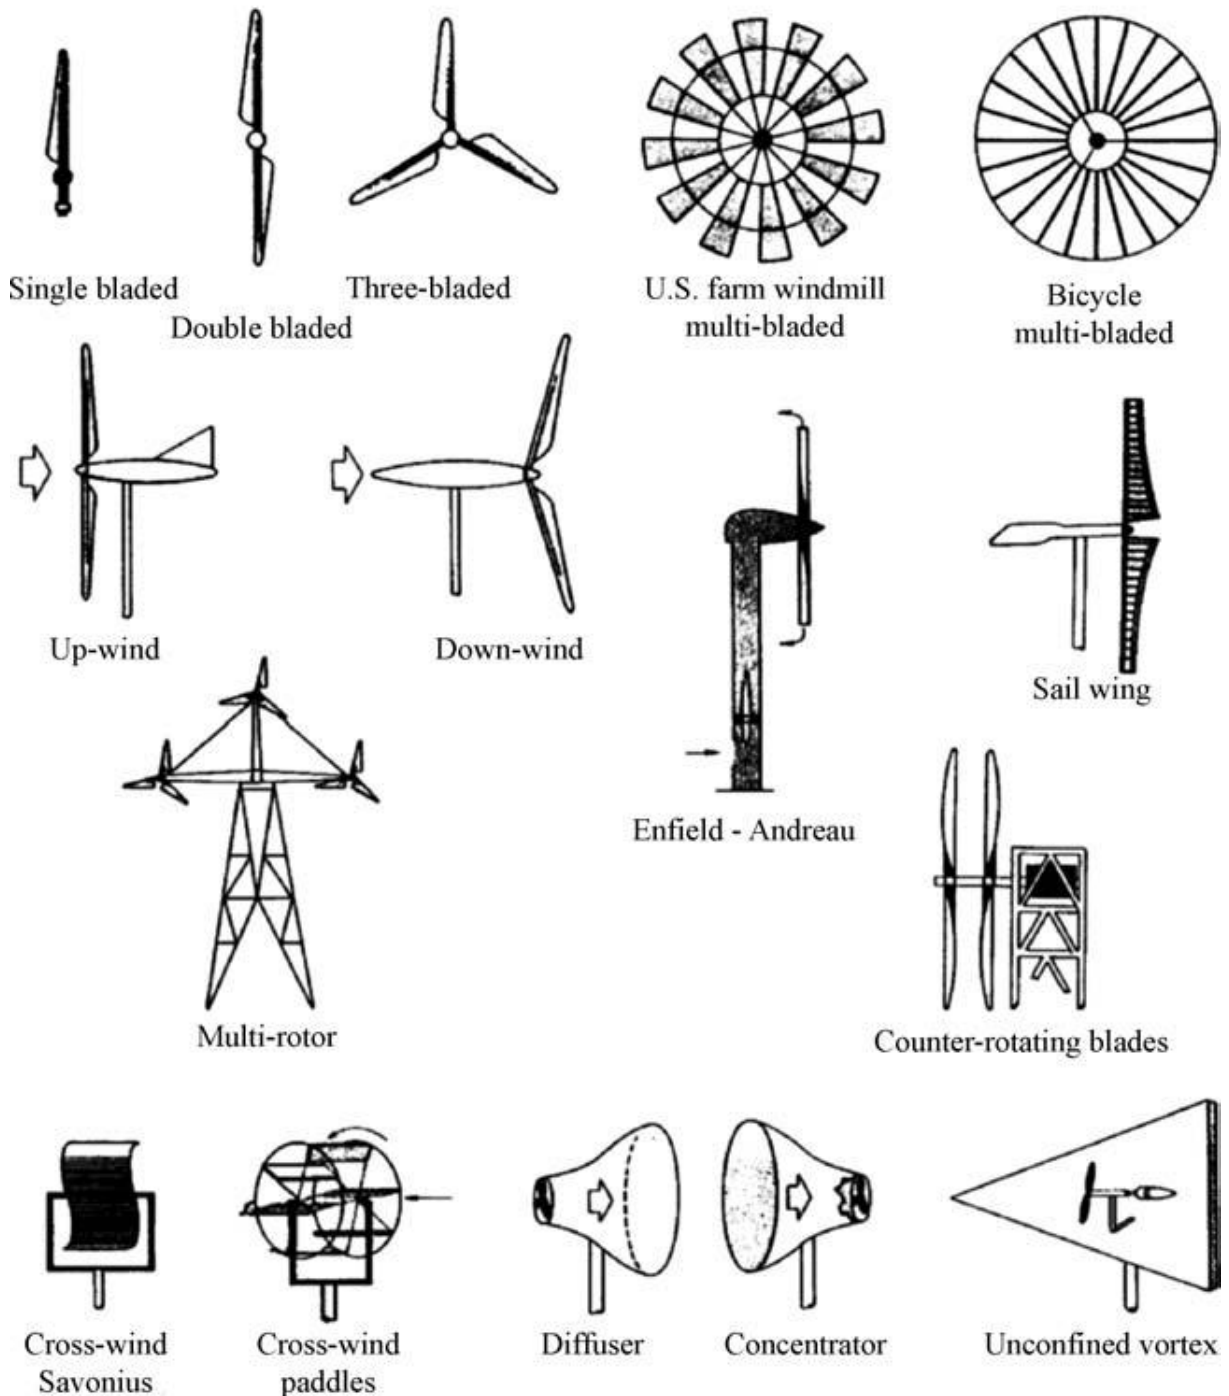 Single bladed
Double bladed
Three-bladed
U.S. farm windmill
multi-bladed
Bicycle
multi-bladed
Up-wind
Down-wind
Enfield - Andreau
Sail wing
Multi-rotor
Counter-rotating blades
Cross-wind
Savonius
Cross-wind
paddles
Diffuser
Concentrator
Unconfined vortex